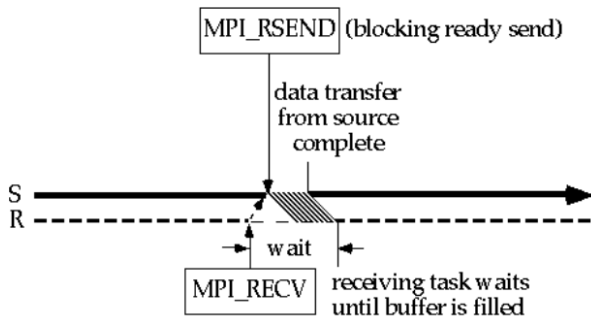 MPI_RSEND (blocking ready send)
data transfer
from source
complete
S
R
wait
MPI_RECV
receiving task waits
until buffer is filled